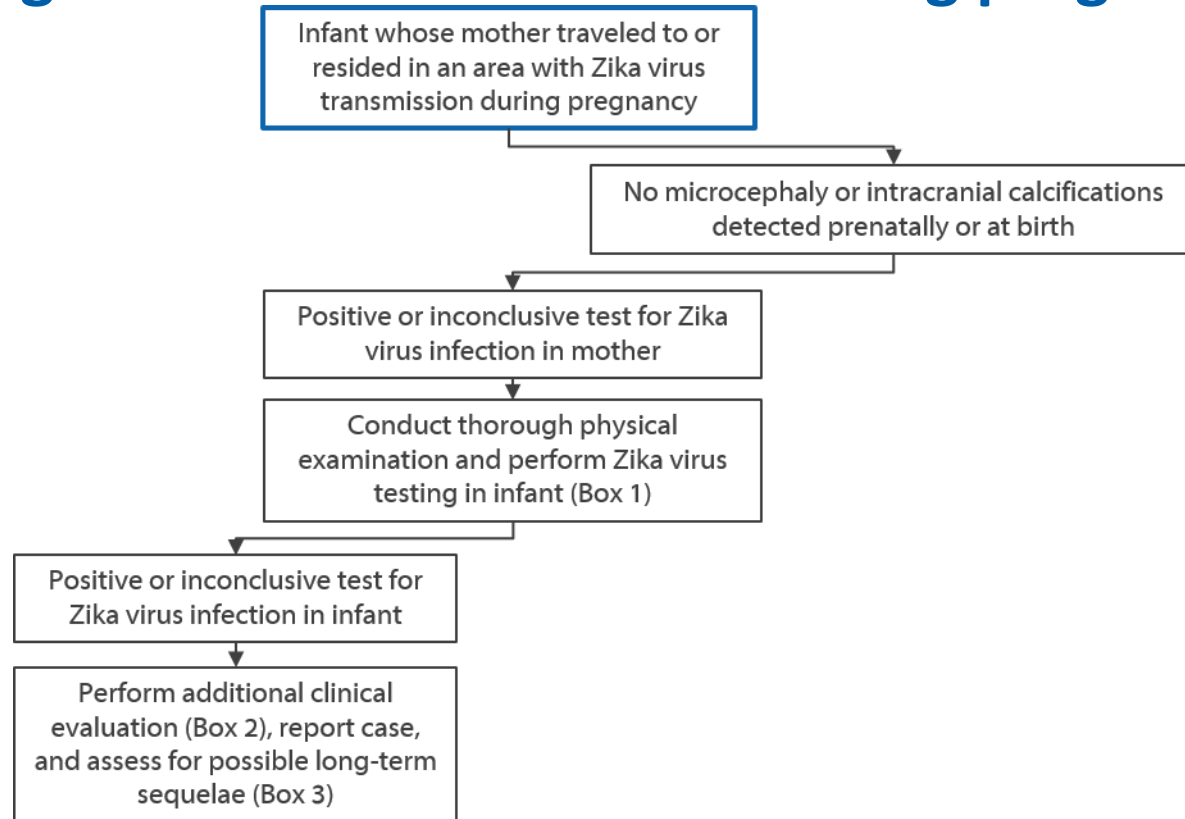 Infant whose mother traveled to or
resided in an area with Zika virus
transmission during pregnancy
No microcephaly or intracranial calcifications
detected prenatally or at birth
Positive or inconclusive test for Zika
virus infection in mother
Conduct thorough physical
examination and perform Zika virus
testing in infant (Box 1)
Positive or inconclusive test for
Zika virus infection in infant
Perform additional clinical
evaluation (Box 2), report case,
and assess for possible long-term
sequelae (Box 3)